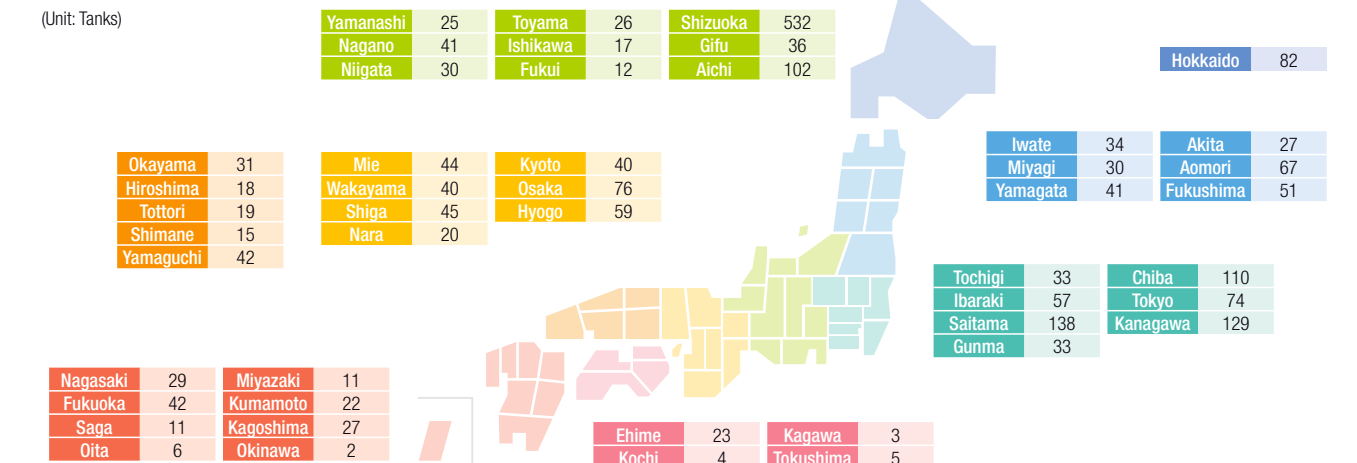 (Unit: Tanks)
Yamanashi 25 Toyama 26 Shizuoka 532
Nagano 41 Ishikawa 17 Gifu 36
Niigata 30 Fukui 12 Aichi 102
Hokkaido 82
Iwate 34 Akita 27
Miyagi 30 Aomori 67
Yamagata 41 Fukushima 51
Okayama 31 Mie 44 Kyoto 40
Hiroshima 18 Wakayama 40 Osaka 76
Tottori 19 Shiga 45 Hyogo 59
Shimane 15 Nara 20
Yamaguchi 42
Tochigi 33 Chiba 110
Ibaraki 57 Tokyo 74
Saitama 138 Kanagawa 129
Gunma 33
Nagasaki 29 Miyazaki 11
Fukuoka 42 Kumamoto 22
Saga 11 Kagoshima 27
Oita 6 Okinawa 2
Ehime 23 Kagawa 3
Kochi 4 Tokushima 5